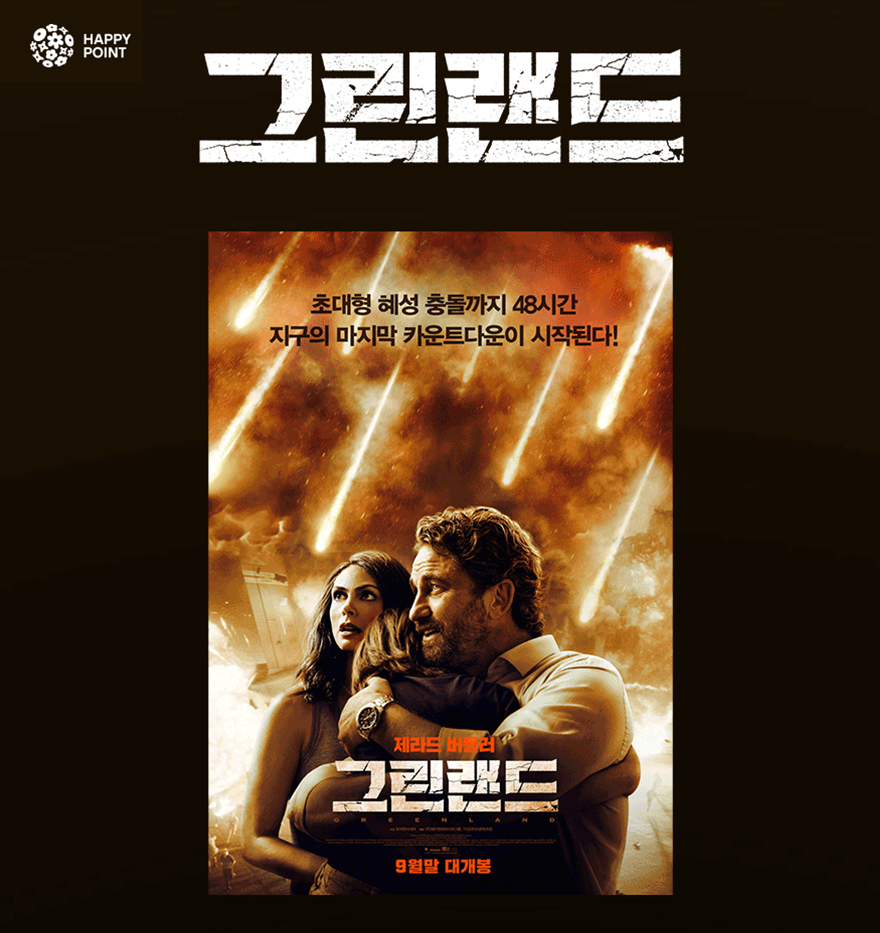 HAPPY
POINT
그린랜드
초대형 혜성 충돌까지 48시간
지구의 마지막 카운트다운이 시작된다!
제라드 버틀러
그린랜드
GREENLAND
9월말 대개봉